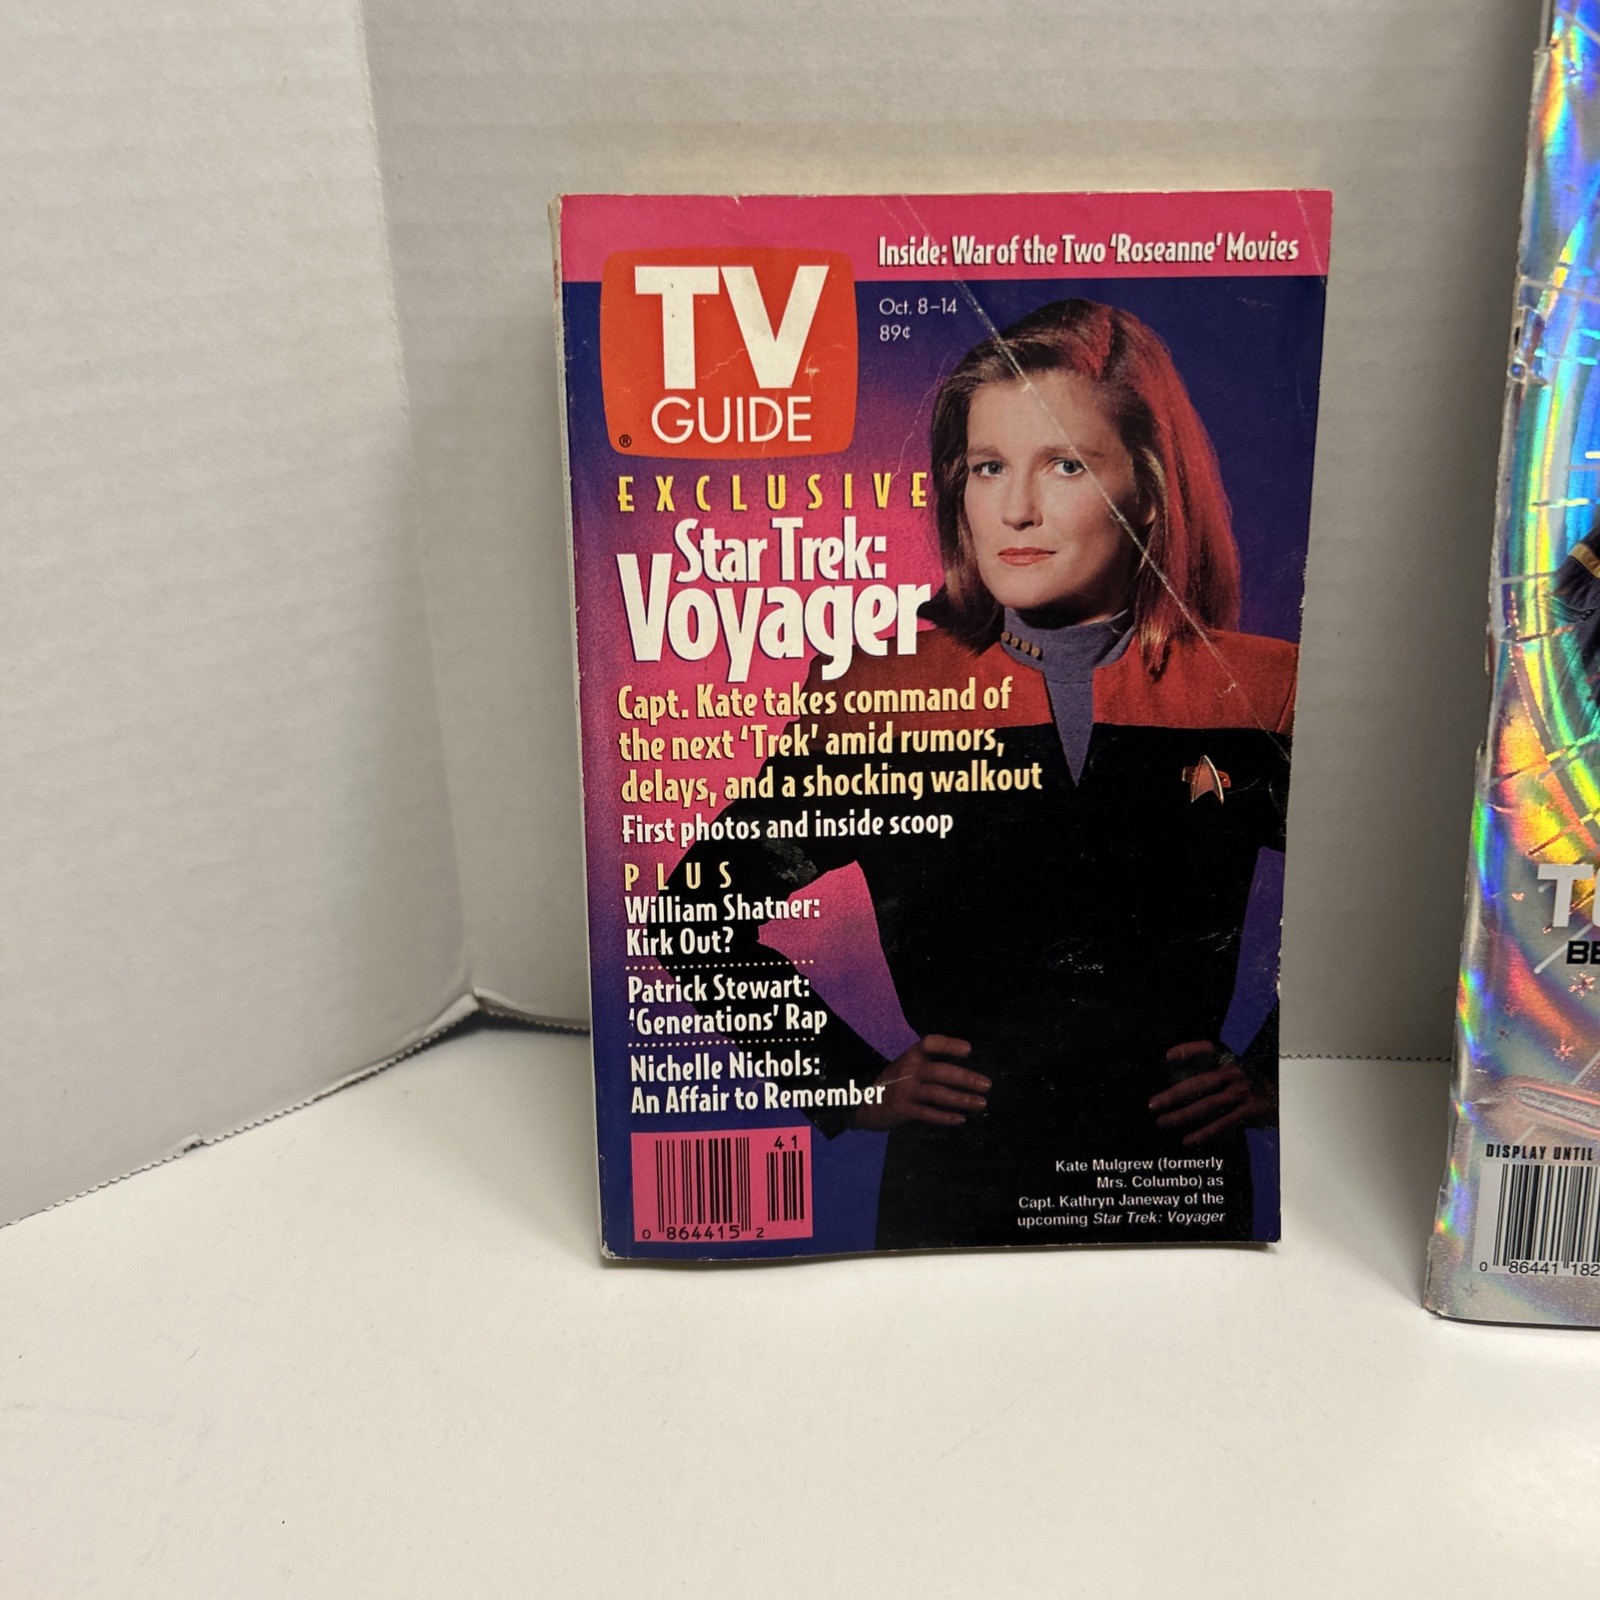 Inside: War of the Two 'Roseanne' Movies
TV
GUIDE
®
Oct. 8–14
89¢
EXCLUSIVE
Star Trek:
Voyager
Capt. Kate takes command of
the next 'Trek' amid rumors,
delays, and a shocking walkout
First photos and inside scoop
PLUS
William Shatner:
Kirk Out?
Patrick Stewart:
'Generations' Rap
Nichelle Nichols:
An Affair to Remember
41
0 864415 2
Kate Mulgrew (formerly
Mrs. Columbo) as
Capt. Kathryn Janeway of the
upcoming Star Trek: Voyager
DISPLAY UNTIL
0 86441 182